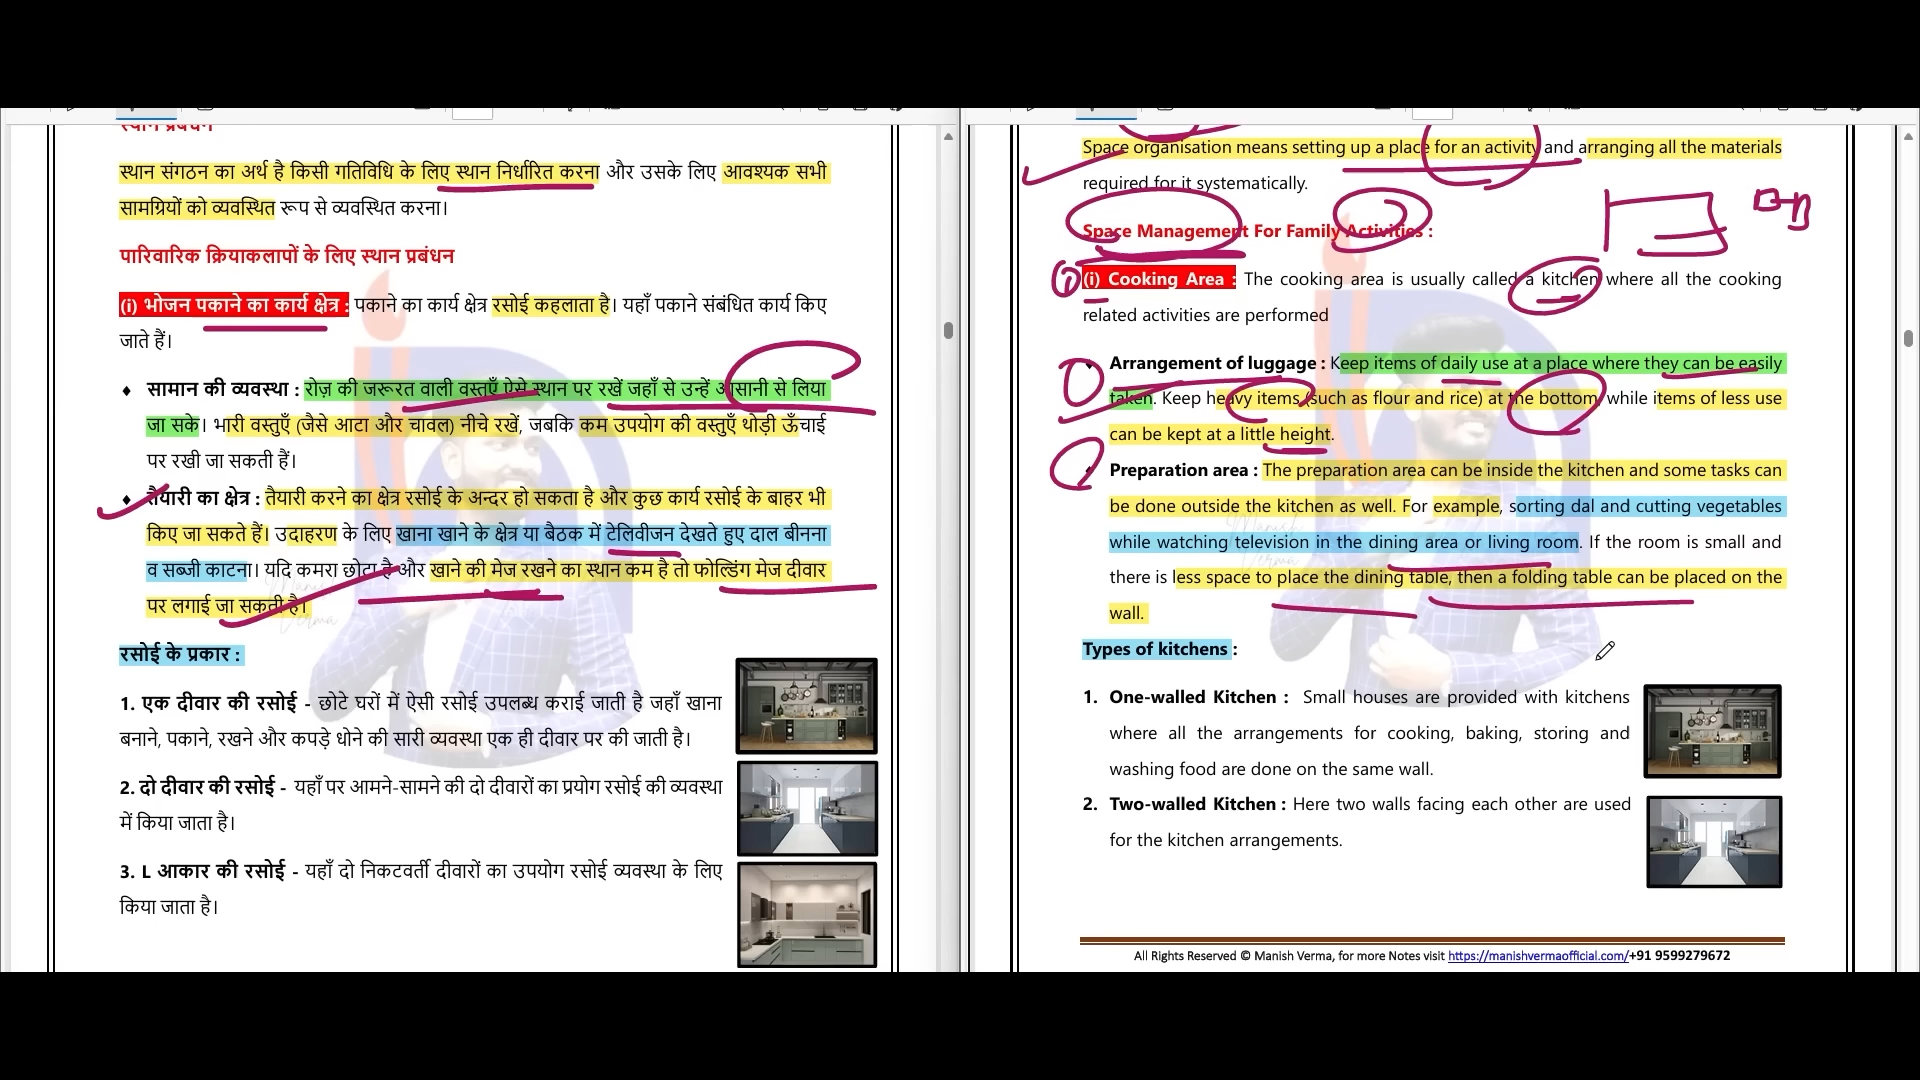 स्थान प्रबंधन
स्थान संगठन का अर्थ है किसी गतिविधि के लिए स्थान निर्धारित करना और उसके लिए आवश्यक सभी
सामग्रियों को व्यवस्थित रूप से व्यवस्थित करना।
पारिवारिक क्रियाकलापों के लिए स्थान प्रबंधन
(i) भोजन पकाने का कार्य क्षेत्र : पकाने का कार्य क्षेत्र रसोई कहलाता है। यहाँ पकाने संबंधित कार्य किए
जाते हैं।
♦ सामान की व्यवस्था : रोज़ की जरूरत वाली वस्तुएँ ऐसे स्थान पर रखें जहाँ से उन्हें आसानी से लिया
जा सके। भारी वस्तुएँ (जैसे आटा और चावल) नीचे रखें, जबकि कम उपयोग की वस्तुएँ थोड़ी ऊँचाई
पर रखी जा सकती हैं।
♦ तैयारी का क्षेत्र : तैयारी करने का क्षेत्र रसोई के अन्दर हो सकता है और कुछ कार्य रसोई के बाहर भी
किए जा सकते हैं। उदाहरण के लिए खाना खाने के क्षेत्र या बैठक में टेलिवीजन देखते हुए दाल बीनना
व सब्जी काटना। यदि कमरा छोटा है और खाने की मेज रखने का स्थान कम है तो फोल्डिंग मेज दीवार
पर लगाई जा सकती है।
रसोई के प्रकार :
1. एक दीवार की रसोई - छोटे घरों में ऐसी रसोई उपलब्ध कराई जाती है जहाँ खाना
बनाने, पकाने, रखने और कपड़े धोने की सारी व्यवस्था एक ही दीवार पर की जाती है।
2. दो दीवार की रसोई - यहाँ पर आमने-सामने की दो दीवारों का प्रयोग रसोई की व्यवस्था
में किया जाता है।
3. L आकार की रसोई - यहाँ दो निकटवर्ती दीवारों का उपयोग रसोई व्यवस्था के लिए
किया जाता है।
Space organisation means setting up a place for an activity and arranging all the materials
required for it systematically.
Space Management For Family Activities :
(i) Cooking Area : The cooking area is usually called a kitchen where all the cooking
related activities are performed
Arrangement of luggage : Keep items of daily use at a place where they can be easily
taken. Keep heavy items (such as flour and rice) at the bottom, while items of less use
can be kept at a little height.
Preparation area : The preparation area can be inside the kitchen and some tasks can
be done outside the kitchen as well. For example, sorting dal and cutting vegetables
while watching television in the dining area or living room. If the room is small and
there is less space to place the dining table, then a folding table can be placed on the
wall.
Types of kitchens :
1. One-walled Kitchen : Small houses are provided with kitchens
where all the arrangements for cooking, baking, storing and
washing food are done on the same wall.
2. Two-walled Kitchen : Here two walls facing each other are used
for the kitchen arrangements.
All Rights Reserved © Manish Verma, for more Notes visit https://manishvermaofficial.com/+91 9599279672
Manish
Verma